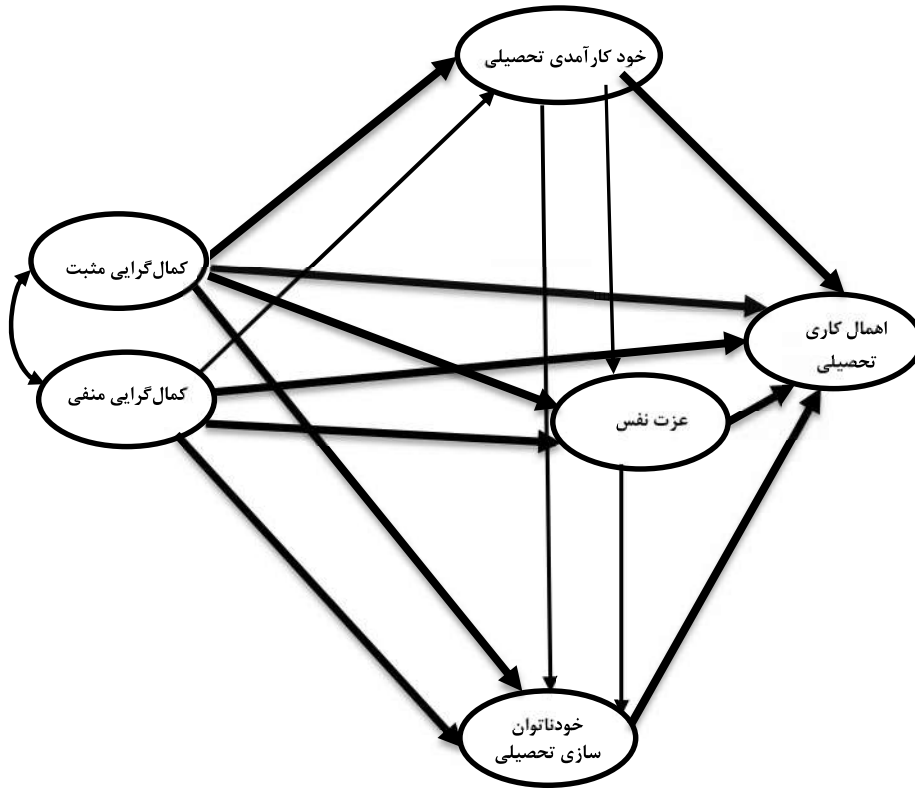 خود کارآمدی تحصیلی
کمال‌گرایی مثبت
اهمال کاری
تحصیلی
کمال‌گرایی منفی
عزت نفس
خودناتوان
سازی تحصیلی